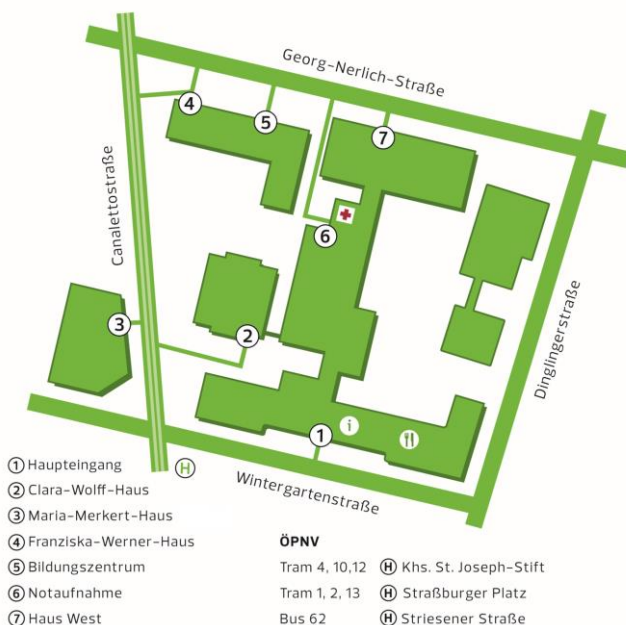 Georg-Nerlich-Straße
Canalettostraße
Dinglingerstraße
Wintergartenstraße
4
5
7
6
3
2
1
i
H
1 Haupteingang
2 Clara-Wolff-Haus
3 Maria-Merkert-Haus
4 Franziska-Werner-Haus
5 Bildungszentrum
6 Notaufnahme
7 Haus West
ÖPNV
Tram 4, 10,12 H Khs. St. Joseph-Stift
Tram 1, 2, 13 H Straßburger Platz
Bus 62 H Striesener Straße